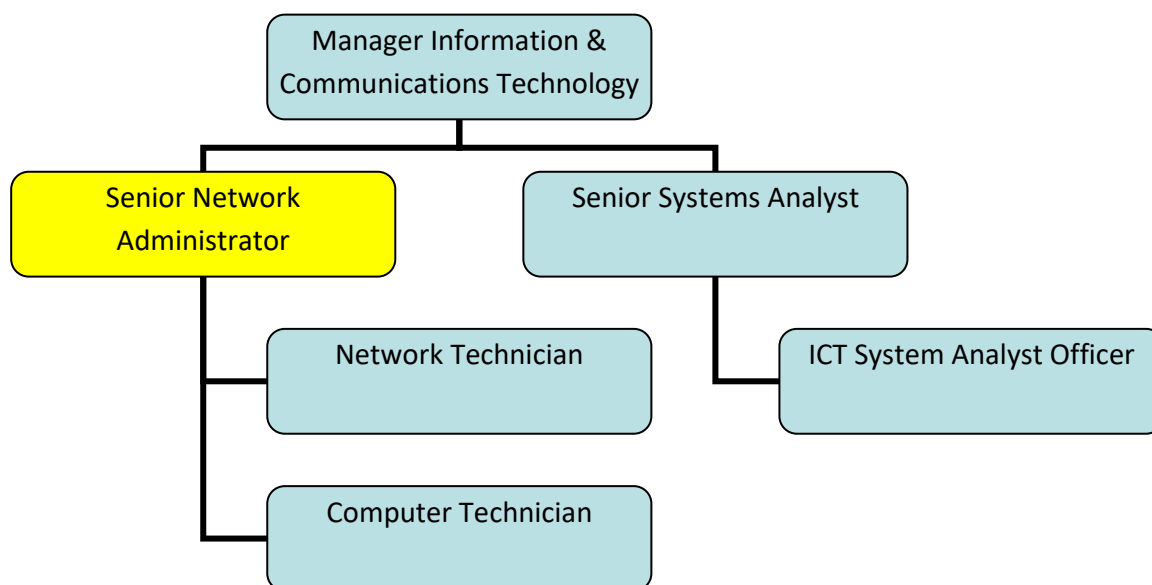 Manager Information &
Communications Technology
Senior Network
Administrator
Senior Systems Analyst
Network Technician
ICT System Analyst Officer
Computer Technician